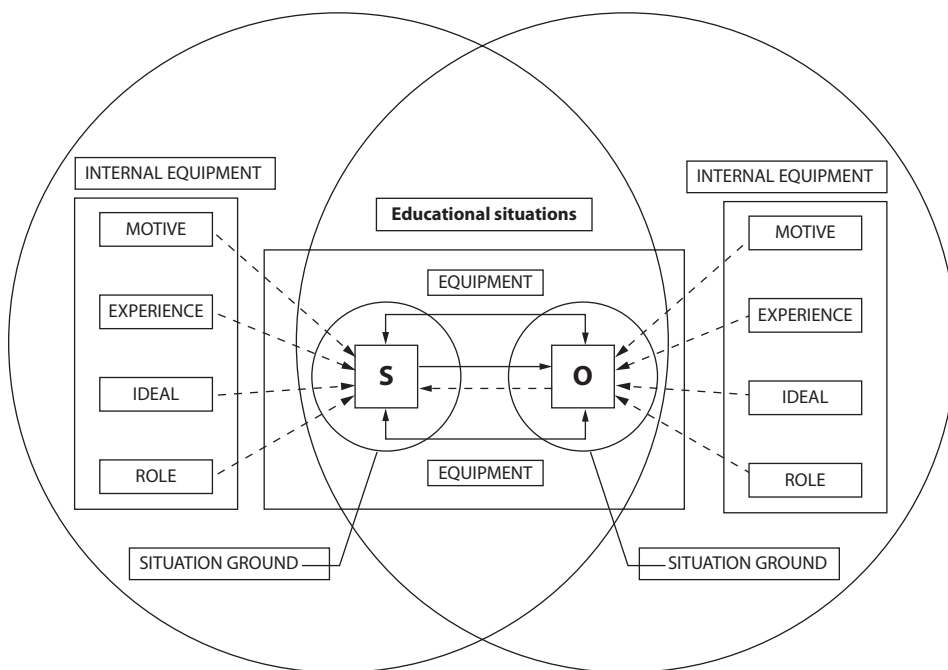 INTERNAL EQUIPMENT
MOTIVE
EXPERIENCE
IDEAL
ROLE
SITUATION GROUND
Educational situations
EQUIPMENT
S
O
EQUIPMENT
INTERNAL EQUIPMENT
MOTIVE
EXPERIENCE
IDEAL
ROLE
SITUATION GROUND